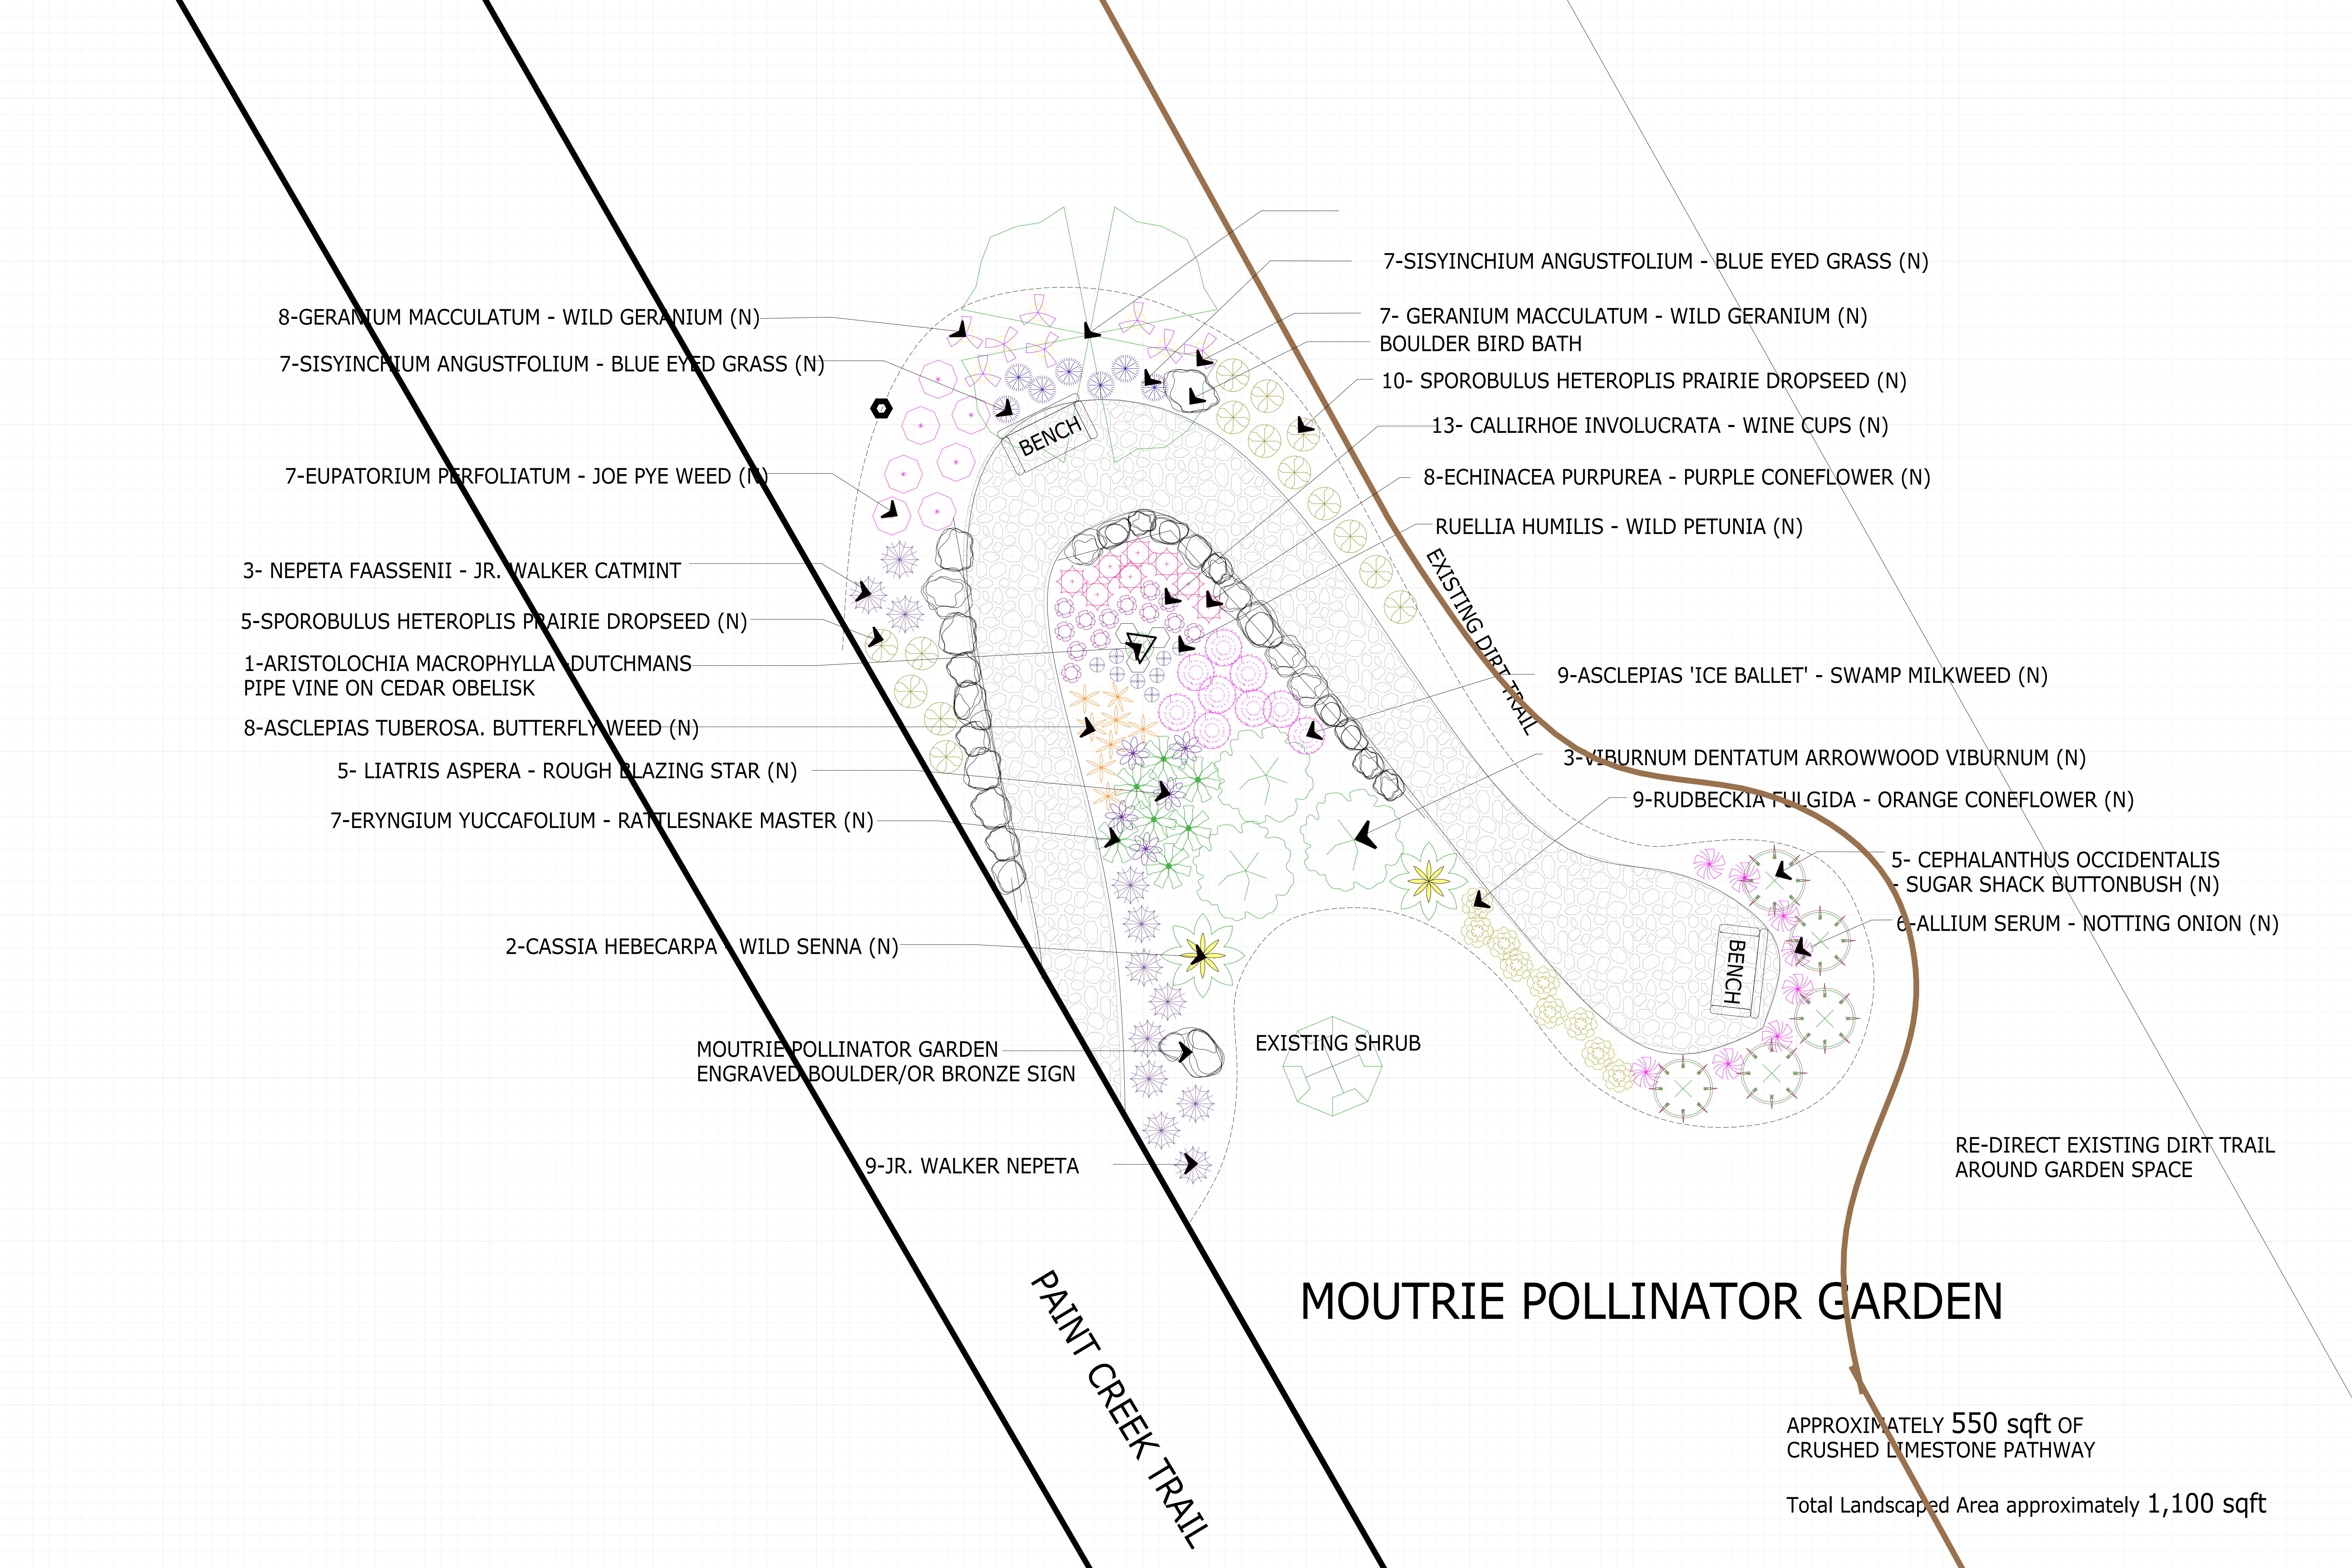 8-GERANIUM MACCULATUM - WILD GERANIUM (N)
7-SISYINCHIUM ANGUSTFOLIUM - BLUE EYED GRASS (N)
7-EUPATORIUM PERFOLIATUM - JOE PYE WEED (N)
3- NEPETA FAASSENII - JR. WALKER CATMINT
5-SPOROBULUS HETEROPLIS PRAIRIE DROPSEED (N)
1-ARISTOLOCHIA MACROPHYLLA -DUTCHMANS
PIPE VINE ON CEDAR OBELISK
8-ASCLEPIAS TUBEROSA. BUTTERFLY WEED (N)
5- LIATRIS ASPERA - ROUGH BLAZING STAR (N)
7-ERYNGIUM YUCCAFOLIUM - RATTLESNAKE MASTER (N)
2-CASSIA HEBECARPA - WILD SENNA (N)
MOUTRIE POLLINATOR GARDEN
ENGRAVED BOULDER/OR BRONZE SIGN
9-JR. WALKER NEPETA
PAINT CREEK TRAIL
BENCH
7-SISYINCHIUM ANGUSTFOLIUM - BLUE EYED GRASS (N)
7- GERANIUM MACCULATUM - WILD GERANIUM (N)
BOULDER BIRD BATH
10- SPOROBULUS HETEROPLIS PRAIRIE DROPSEED (N)
13- CALLIRHOE INVOLUCRATA - WINE CUPS (N)
8-ECHINACEA PURPUREA - PURPLE CONEFLOWER (N)
RUELLIA HUMILIS - WILD PETUNIA (N)
EXISTING DIRT TRAIL
9-ASCLEPIAS 'ICE BALLET' - SWAMP MILKWEED (N)
3-VIBURNUM DENTATUM ARROWWOOD VIBURNUM (N)
9-RUDBECKIA FULGIDA - ORANGE CONEFLOWER (N)
5- CEPHALANTHUS OCCIDENTALIS
- SUGAR SHACK BUTTONBUSH (N)
6-ALLIUM SERUM - NOTTING ONION (N)
BENCH
EXISTING SHRUB
RE-DIRECT EXISTING DIRT TRAIL
AROUND GARDEN SPACE
MOUTRIE POLLINATOR GARDEN
APPROXIMATELY 550 sqft OF
CRUSHED LIMESTONE PATHWAY
Total Landscaped Area approximately 1,100 sqft